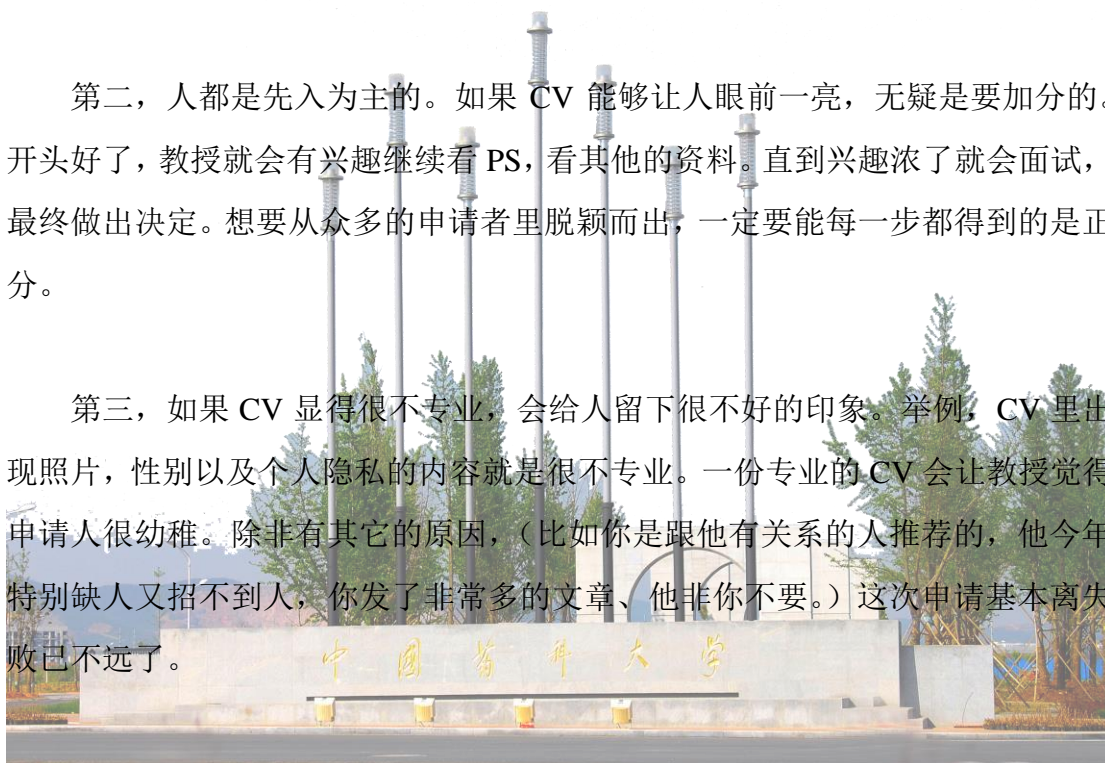 第二，人都是先入为主的。如果 CV 能够让人眼前一亮，无疑是要加分的。
开头好了，教授就会有兴趣继续看 PS，看其他的资料。直到兴趣浓了就会面试，
最终做出决定。想要从众多的申请者里脱颖而出，一定要能每一步都得到的是正
分。
第三，如果 CV 显得很不专业，会给人留下很不好的印象。举例，CV 里出
现照片，性别以及个人隐私的内容就是很不专业。一份专业的 CV 会让教授觉得
申请人很幼稚。除非有其它的原因，（比如你是跟他有关系的人推荐的，他今年
特别缺人又招不到人，你发了非常多的文章、他非你不要。）这次申请基本离失
败已不远了。
中国药科大学